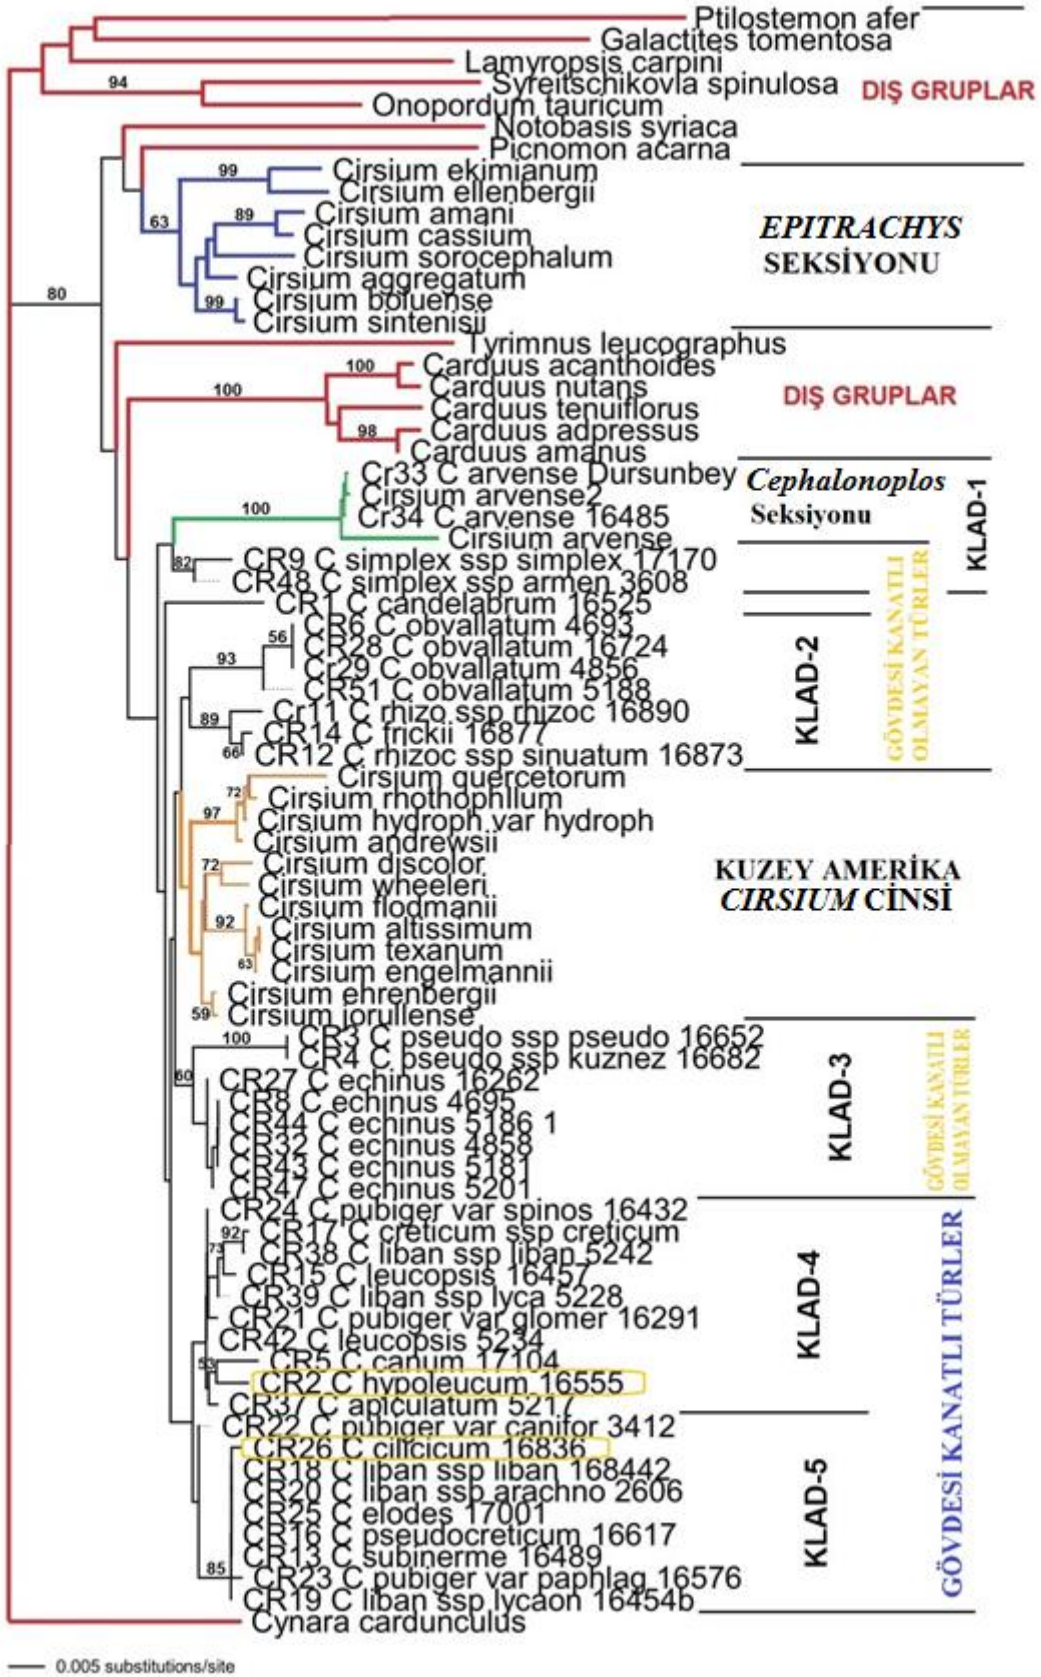 Ptilostemon afer
Galactites tomentosa
Lamyropsis carpini
94
Syreitschikovia spinulosa
DIŞ GRUPLAR
Onopordum tauricum
Notobasis syriaca
Picnomon acarna
99
Cirsium ekimianum
Cirsium ellenbergii
63
89
Cirsium amani
EPITRACHYS
SEKSİYONU
Cirsium cassium
Cirsium sorocephalum
Cirsium aggregatum
80
99
Cirsium boluense
Cirsium sintenisii
Tyrimnus leucographus
100
Carduus acanthoides
100
Carduus nutans
DIŞ GRUPLAR
Carduus tenuiflorus
98
Carduus adpressus
Carduus amanus
Cr33 C arvense Dursunbey
Cephalonoplos
Seksiyonu
KLAD-1
Cirsium arvense2
100
Cr34 C arvense 16485
Cirsium arvense
82
CR9 C simplex ssp simplex 17170
CR48 C simplex ssp armen 3608
GÖVDESİ KANATLI
OLMAYAN TÜRLER
CR1 C candelabrum 16525
CR6 C obvallatum 4693
56
CR28 C obvallatum 16724
KLAD-2
93
Cr29 C obvallatum 4856
CR51 C obvallatum 5188
89
Cr11 C rhizo ssp rhizoc 16890
CR14 C frickii 16877
66
CR12 C rhizoc ssp sinuatum 16873
Cirsium quercetorum
72
Cirsium rhothophilum
97
Cirsium hydroph var hydroph
Cirsium andrewsii
72
Cirsium discolor
KUZEY AMERİKA
CIRSIUM CİNSİ
Cirsium wheeleri
Cirsium flodmanii
92
Cirsium altissimum
Cirsium texanum
63
Cirsium engelmannii
Cirsium ehrenbergii
59
Cirsium jorullense
100
CR3 C pseudo ssp pseudo 16652
CR4 C pseudo ssp kuznez 16682
60
CR27 C echinus 16262
KLAD-3
GÖVDESİ KANATLI
OLMAYAN TÜRLER
CR8 C echinus 4695
CR44 C echinus 5186 1
CR32 C echinus 4858
CR43 C echinus 5181
CR47 C echinus 5201
CR24 C pubiger var spinos 16432
92
CR17 C creticum ssp creticum
73
CR38 C liban ssp liban 5242
KLAD-4
CR15 C leucopsis 16457
CR39 C liban ssp lyca 5228
CR21 C pubiger var glomer 16291
CR42 C leucopsis 5234
53
CR5 C canum 17104
CR2 C hypoleucum 16555
CR37 C apiculatum 5217
GÖVDESİ KANATLI TÜRLER
CR22 C pubiger var canifor 3412
CR26 C cilicicum 16836
CR18 C liban ssp liban 168442
CR20 C liban ssp arachno 2606
KLAD-5
CR25 C elodes 17001
CR16 C pseudocreticum 16617
CR13 C subinerme 16489
85
CR23 C pubiger var paphlag 16576
CR19 C liban ssp lycaon 16454b
Cynara cardunculus
0.005 substitutions/site